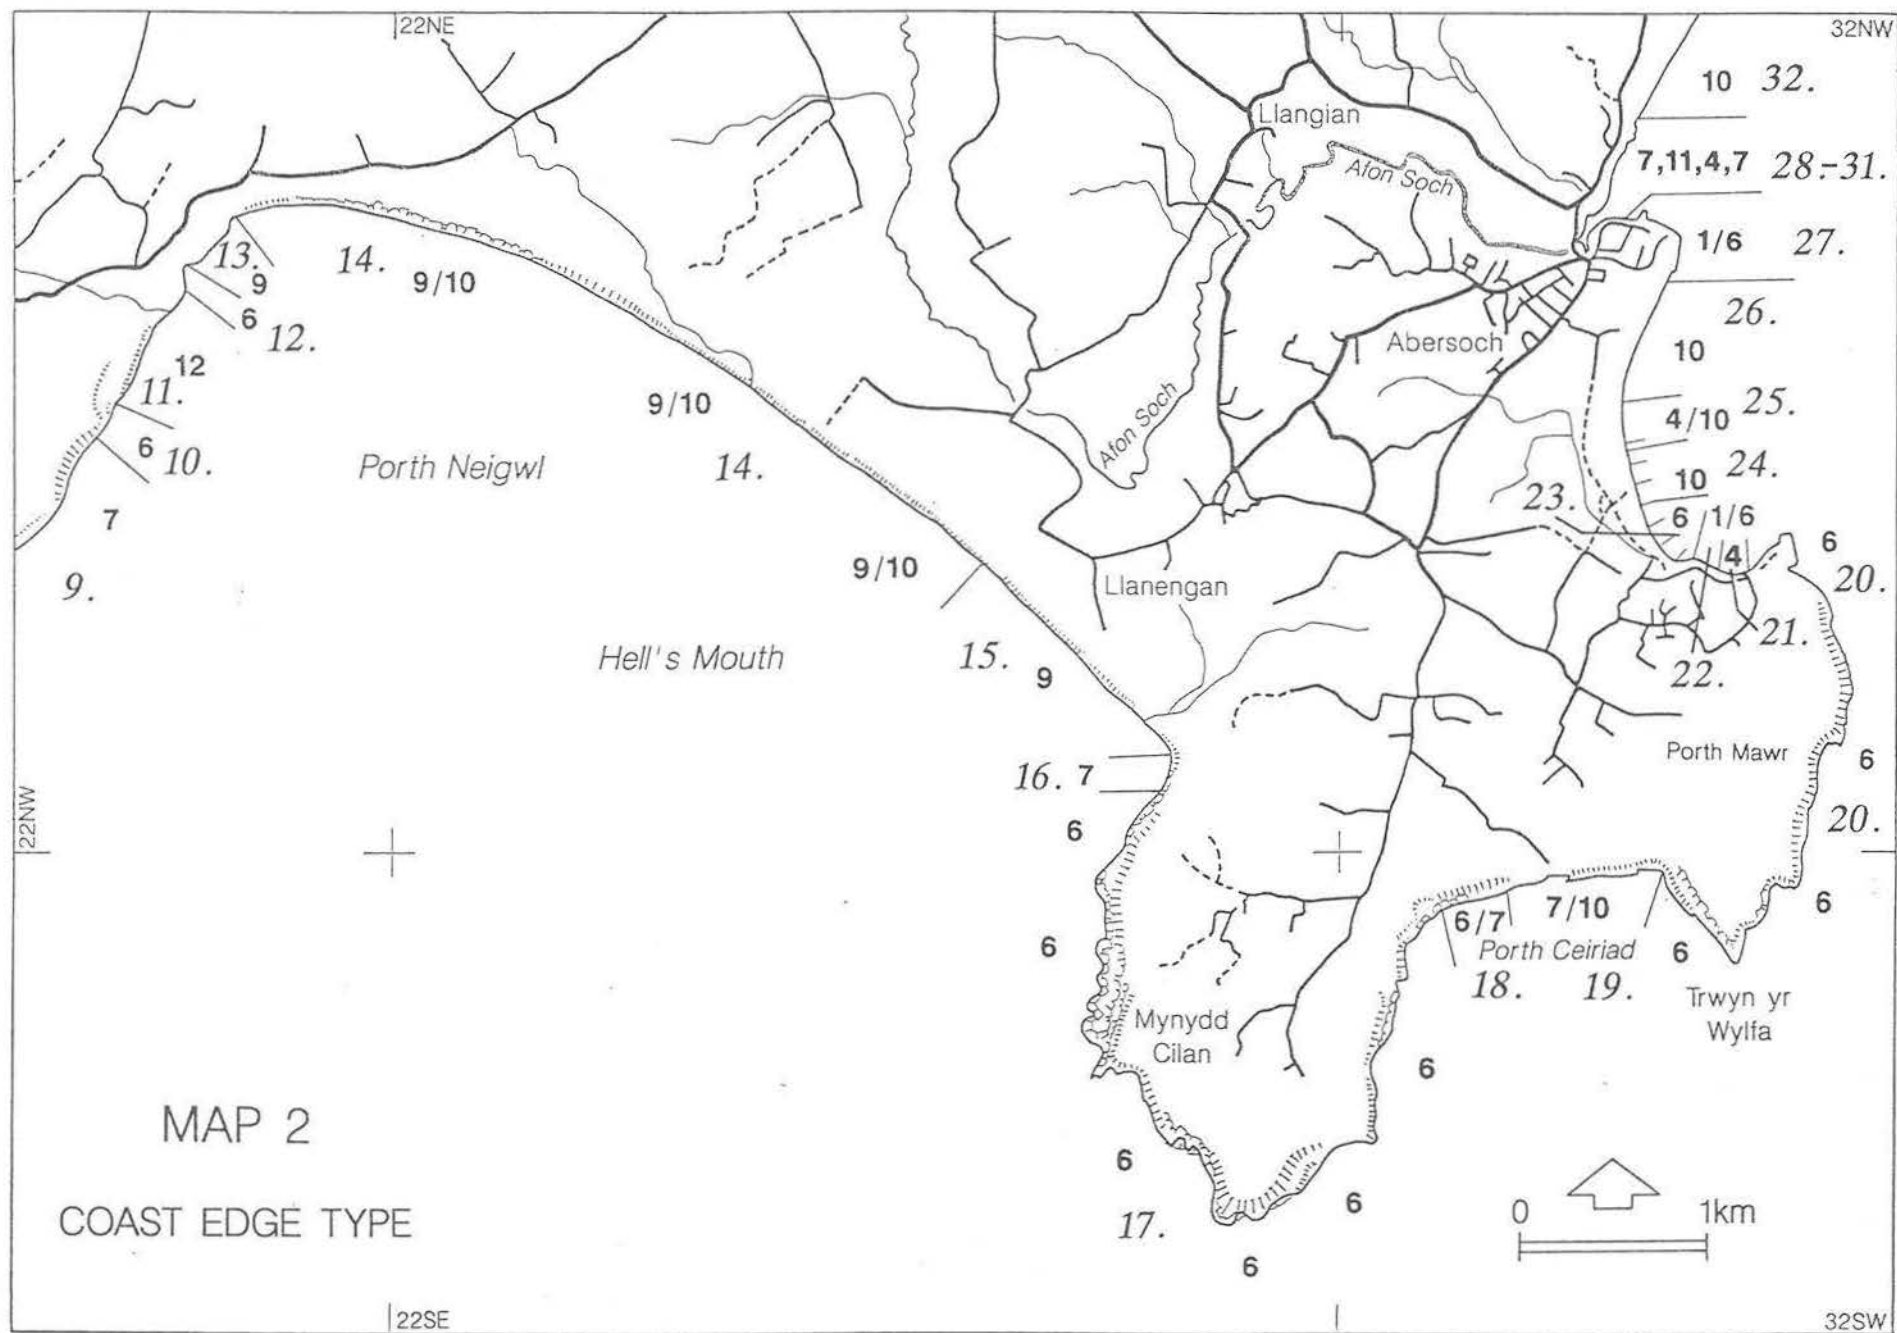 22NE
32NW
10 32.
Llangian
7,11,4,7 28.-31.
Afon Soch
1/6 27.
13.
14.
9
9/10
6
12.
26.
Abersoch
10
12
11.
9/10
4/10 25.
Afon Soch
6
10.
Porth Neigwl
14.
24.
10
23.
7
6
1/6
6
9/10
4
9.
Llanengan
20.
21.
Hell's Mouth
15.
9
22.
Porth Mawr
6
16. 7
22NW
6
20.
6
6/7
7/10
6
Porth Ceiriad
6
18.
19.
Trwyn yr
Wylfa
Mynydd
Cilan
6
MAP 2
6
6
COAST EDGE TYPE
17.
0
1km
6
22SE
32SW